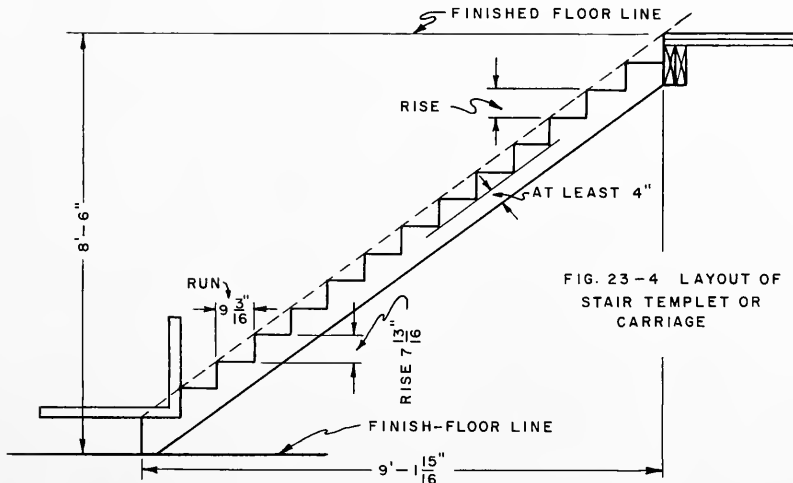 FINISHED FLOOR LINE
RISE
AT LEAST 4"
8'-6"
RUN
9 3/16"
RISE 7 13/16"
FIG. 23-4 LAYOUT OF
STAIR TEMPLET OR
CARRIAGE
FINISH-FLOOR LINE
9'-1 15/16"